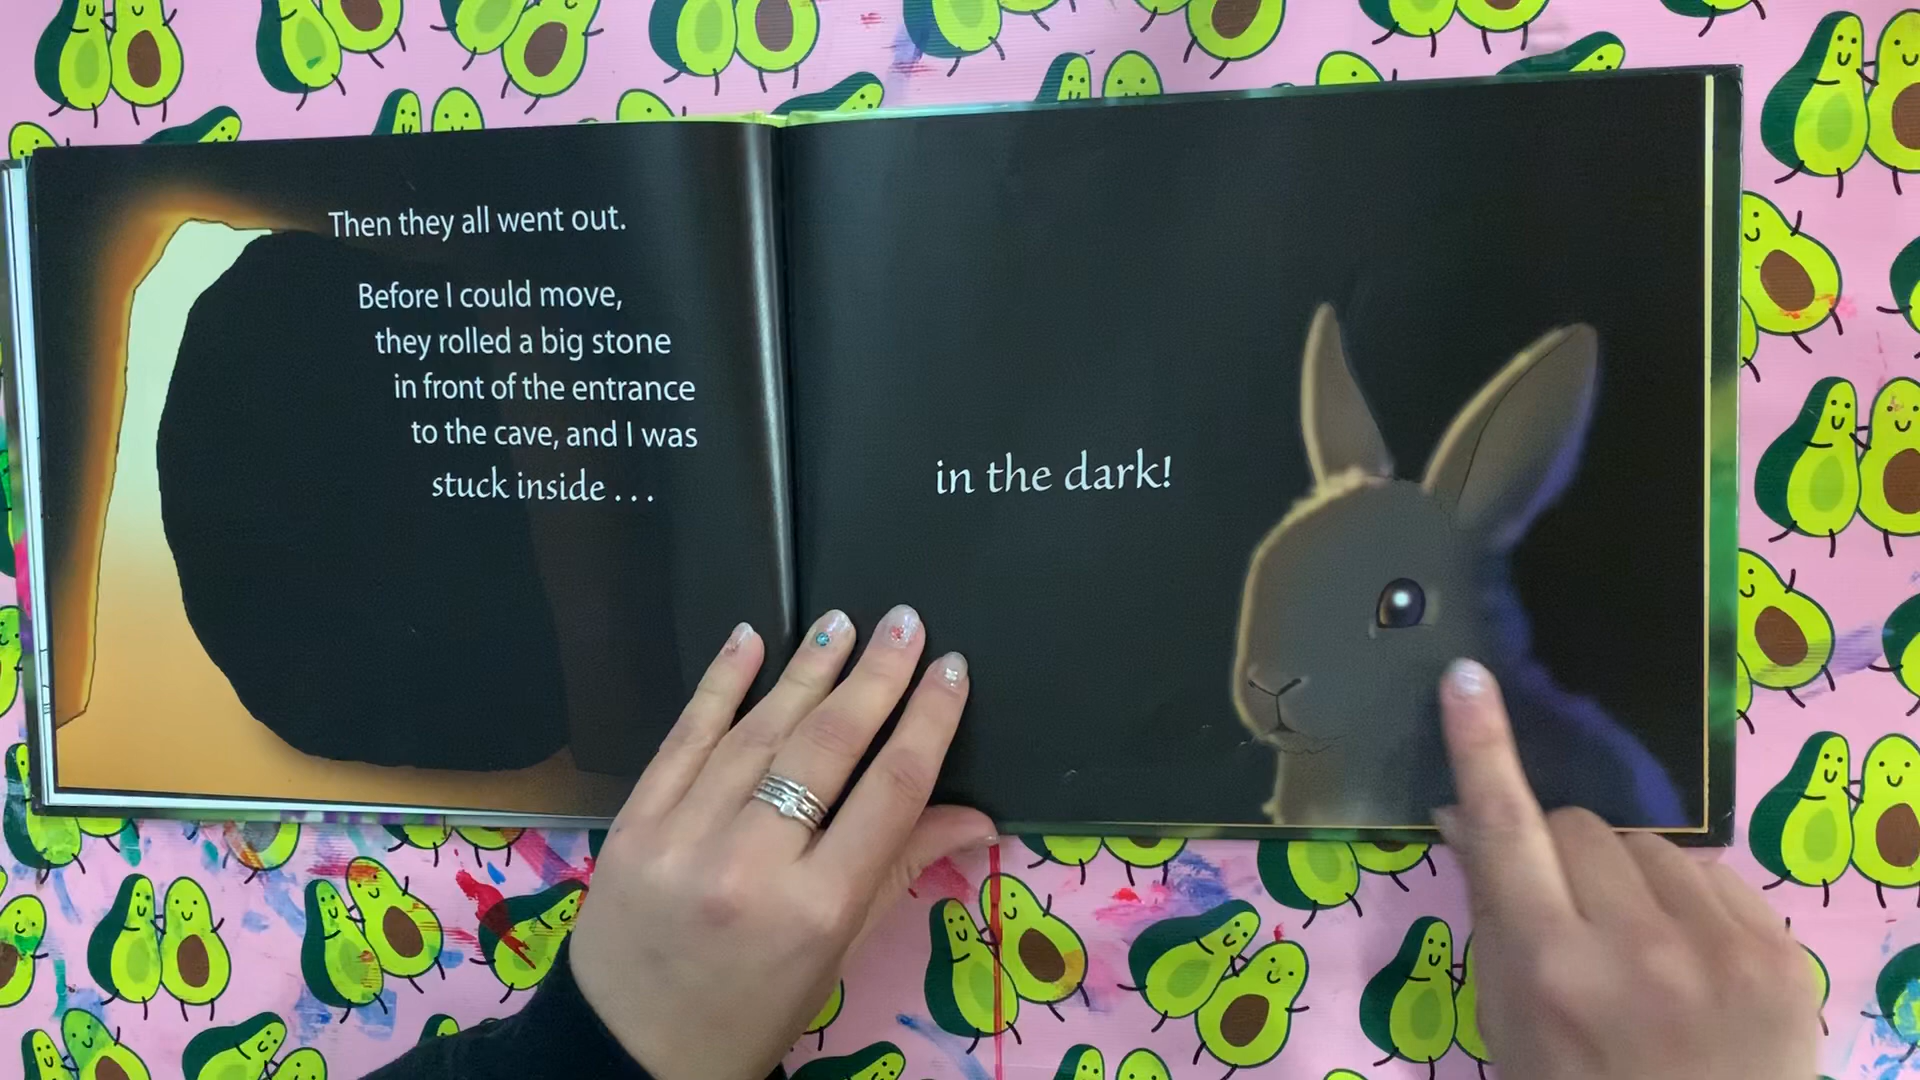 Then they all went out.
Before I could move,
they rolled a big stone
in front of the entrance
to the cave, and I was
stuck inside . . .
in the dark!